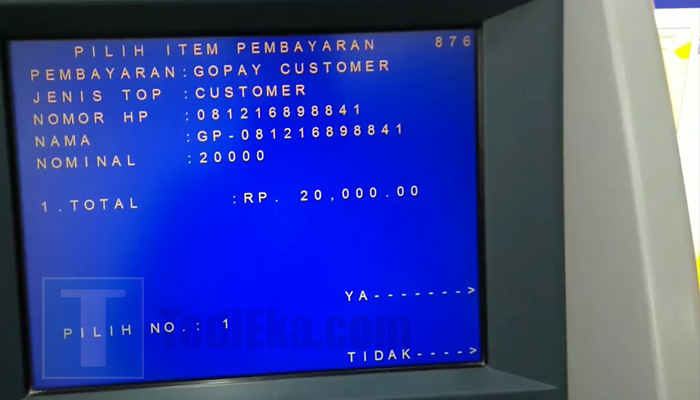 PILIH ITEM PEMBAYARAN 876
PEMBAYARAN:GOPAY CUSTOMER
JENIS TOP :CUSTOMER
NOMOR HP :081216898841
NAMA :GP-081216898841
NOMINAL :20000
1.TOTAL :RP. 20,000.00
YA------->
T TediEka.com
PILIH NO.: 1
TIDAK---->